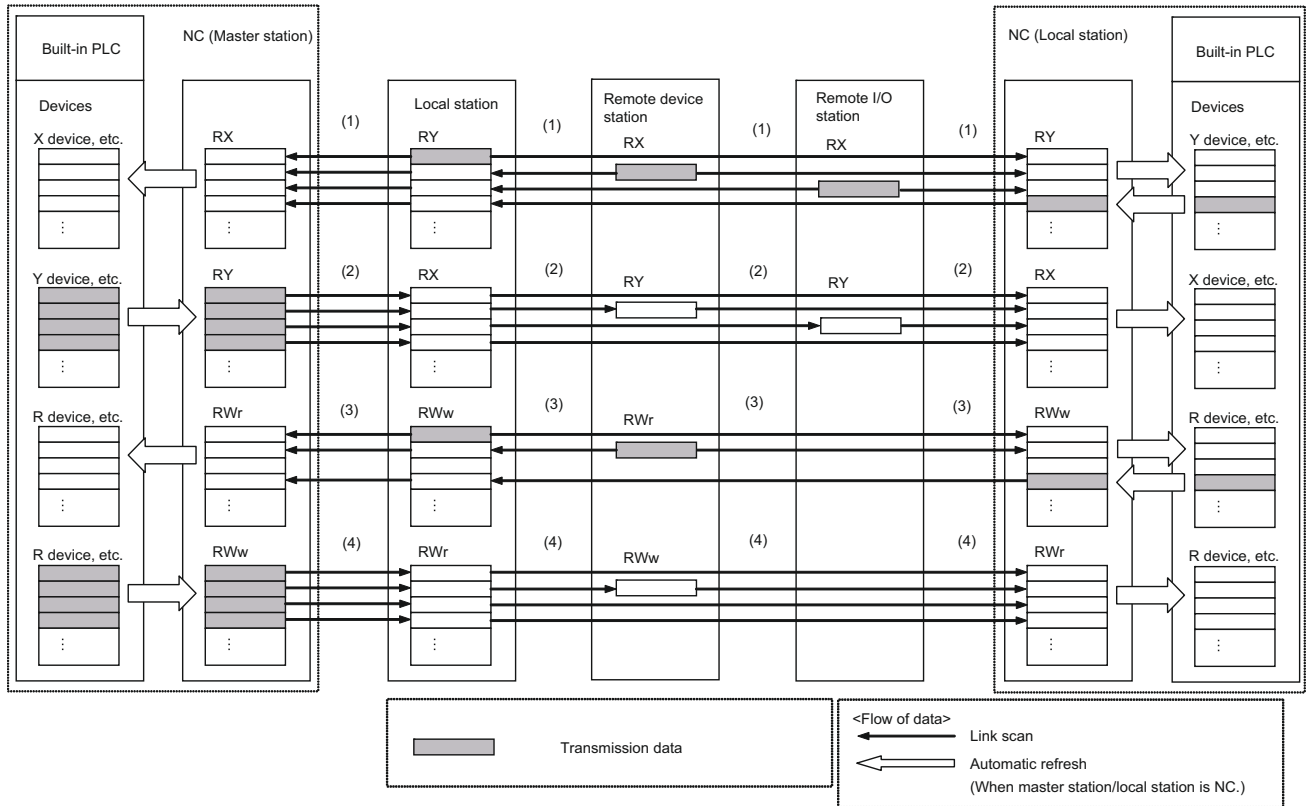 Built-in PLC
NC (Master station)
NC (Local station)
Built-in PLC
Devices
Local station
Remote device
station
Remote I/O
station
Devices
X device, etc.
RX
(1)
RY
(1)
RX
(1)
RX
(1)
RY
Y device, etc.
⋮
⋮
⋮
⋮
⋮
Y device, etc.
RY
(2)
RX
(2)
RY
(2)
RY
(2)
RX
X device, etc.
⋮
⋮
⋮
⋮
⋮
R device, etc.
RWr
(3)
RWw
(3)
RWr
(3)
(3)
RWw
R device, etc.
⋮
⋮
⋮
⋮
⋮
R device, etc.
RWw
(4)
RWr
(4)
RWw
(4)
(4)
RWr
R device, etc.
⋮
⋮
⋮
⋮
⋮
Transmission data
<Flow of data>
Link scan
Automatic refresh
(When master station/local station is NC.)